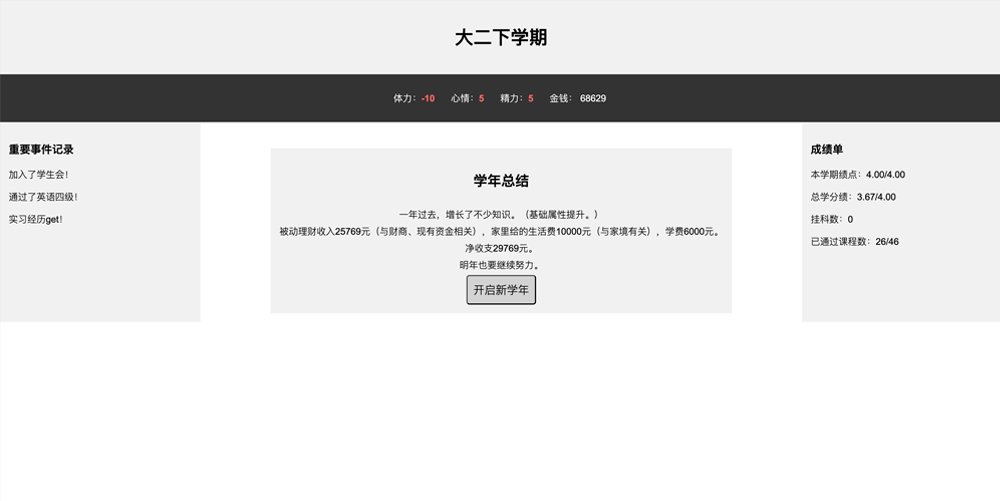 大二下学期
体力：-10 心情：5 精力：5 金钱： 68629
重要事件记录
加入了学生会！
通过了英语四级！
实习经历get！
学年总结
一年过去，增长了不少知识。（基础属性提升。）
被动理财收入25769元（与财商、现有资金相关），家里给的生活费10000元（与家境有关），学费6000元。
净收支29769元。
明年也要继续努力。
开启新学年
成绩单
本学期绩点：4.00/4.00
总学分绩：3.67/4.00
挂科数：0
已通过课程数：26/46